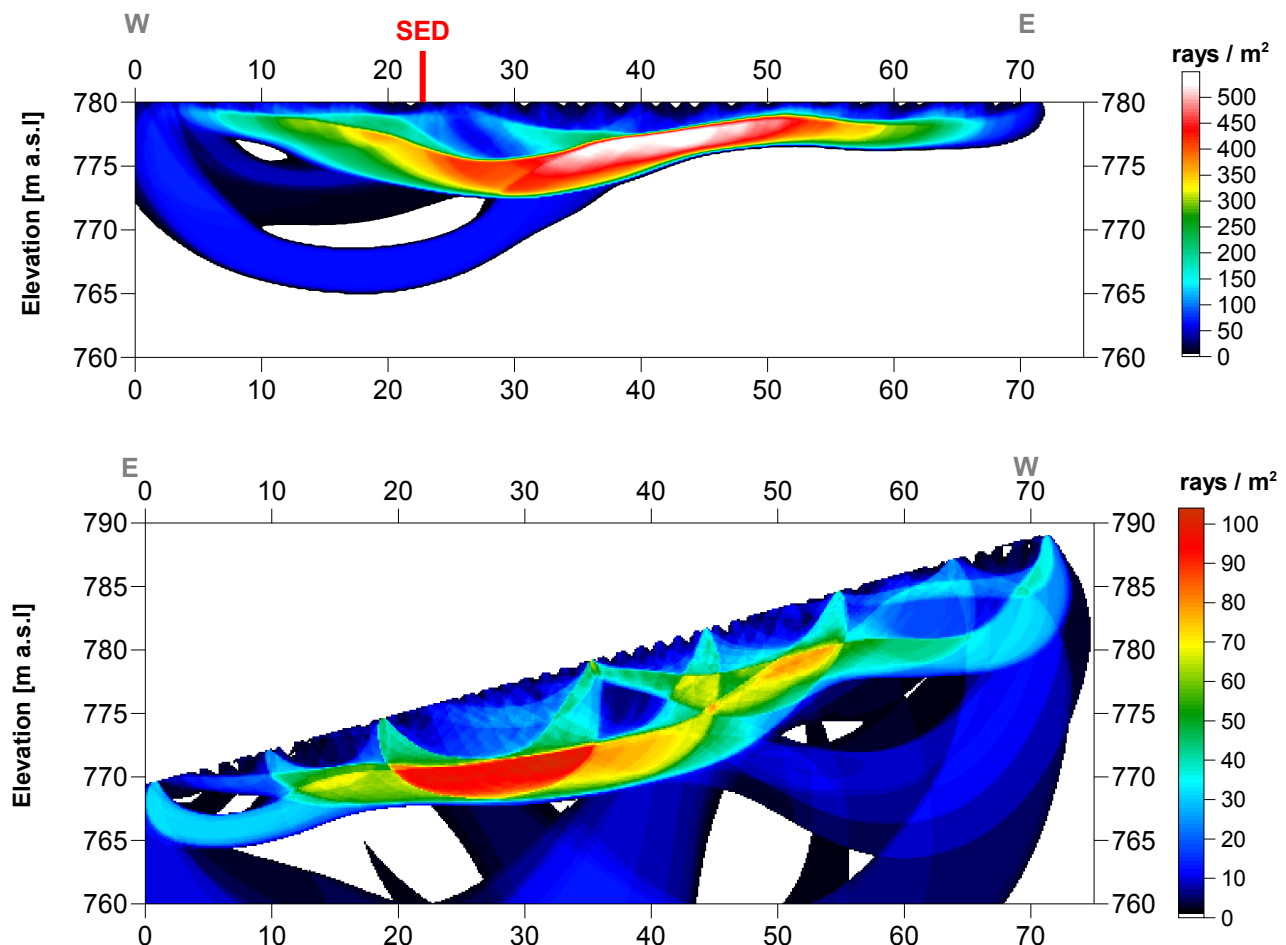 W
SED
E
rays / m²
0 10 20 30 40 50 60 70
500
450
400
350
300
250
200
150
100
50
0
780 780
775 775
770 770
765 765
760 760
Elevation [m a.s.l]
0 10 20 30 40 50 60 70
E
W
rays / m²
0 10 20 30 40 50 60 70
100
90
80
70
60
50
40
30
20
10
0
790 790
785 785
780 780
775 775
770 770
765 765
760 760
Elevation [m a.s.l]
0 10 20 30 40 50 60 70